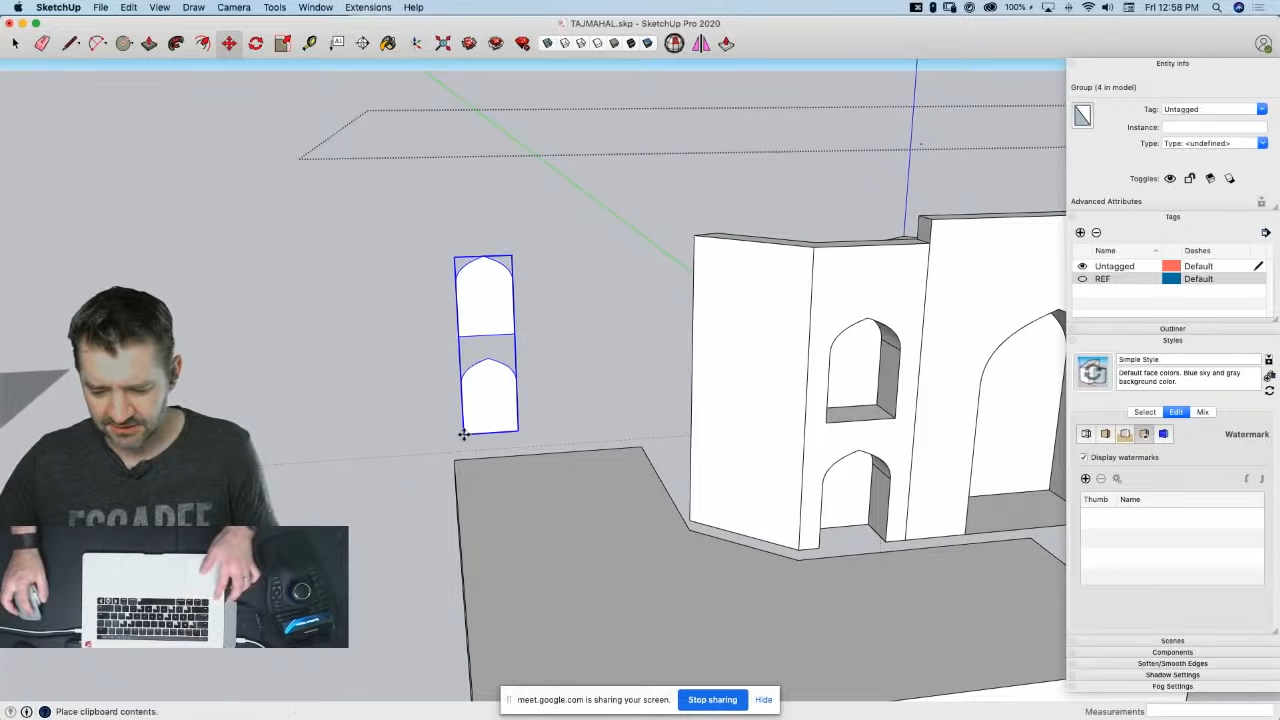 SketchUp File Edit View Draw Camera Tools Window Extensions Help
100% Fri 12:58 PM
TAJMAHAL.skp - SketchUp Pro 2020
Entity Info
Group (4 in model)
Tag: Untagged
Instance:
Type: Type: <undefined>
Toggles:
Advanced Attributes
Tags
Name Dashes
Untagged Default
REF Default
Outliner
Styles
Simple Style
Default face colors. Blue sky and gray
background color.
Select Edit Mix
Watermark
Display watermarks
Thumb Name
ESCAPEE
Scenes
Components
Soften/Smooth Edges
Shadow Settings
Fog Settings
meet.google.com is sharing your screen. Stop sharing Hide
Place clipboard contents.
Measurements